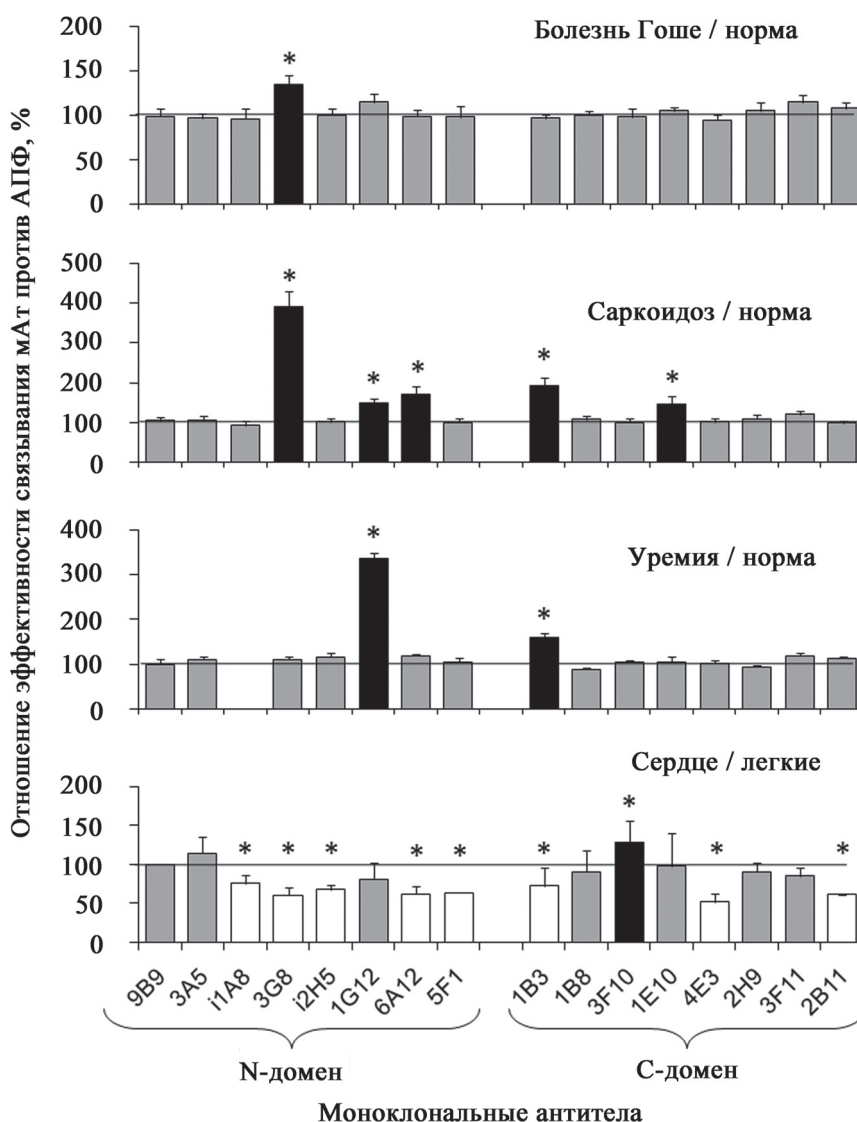 Отношение эффективности связывания мАт против АПФ, %
Болезнь Гоше / норма
200
150
100
50
0
*
Саркоидоз / норма
500
400
300
200
100
0
* * * * *
Уремия / норма
400
300
200
100
0
* *
Сердце / легкие
200
150
100
50
0
* * * * * * * * *
9B9 3A5 i1A8 3G8 i2H5 1G12 6A12 5F1 1B3 1B8 3F10 1E10 4E3 2H9 3F11 2B11
N-домен C-домен
Моноклональные антитела